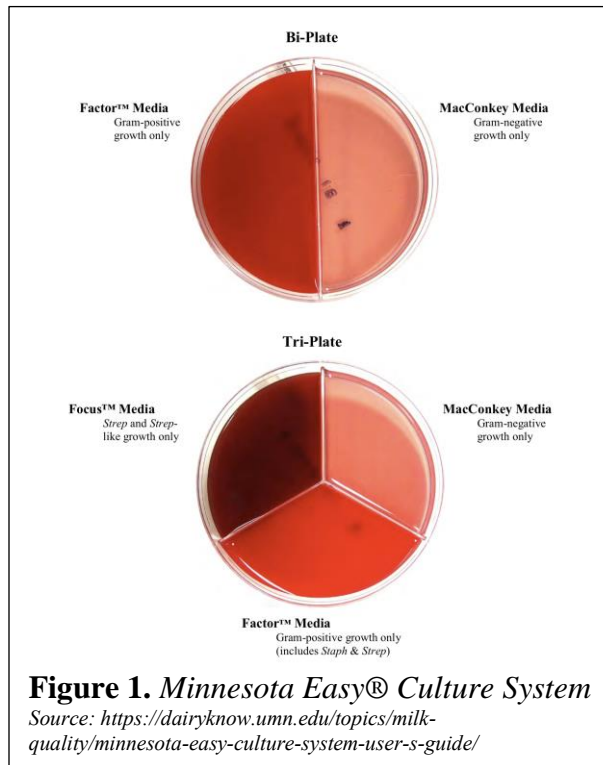 Bi-Plate
Factor™ Media
Gram-positive
growth only
MacConkey Media
Gram-negative
growth only
Tri-Plate
Focus™ Media
Strep and Strep-
like growth only
MacConkey Media
Gram-negative
growth only
Factor™ Media
Gram-positive growth only
(includes Staph & Strep)
Figure 1. Minnesota Easy® Culture System
Source: https://dairyknow.umn.edu/topics/milk-
quality/minnesota-easy-culture-system-user-s-guide/